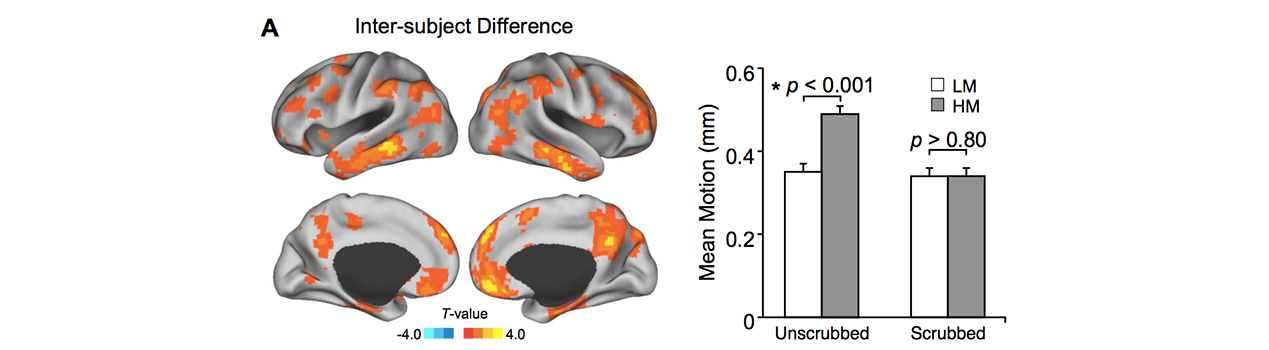 A
Inter-subject Difference
T-value
-4.0
4.0
Mean Motion (mm)
0.6
0.4
0.2
0
* p < 0.001
LM
HM
p > 0.80
Unscrubbed
Scrubbed